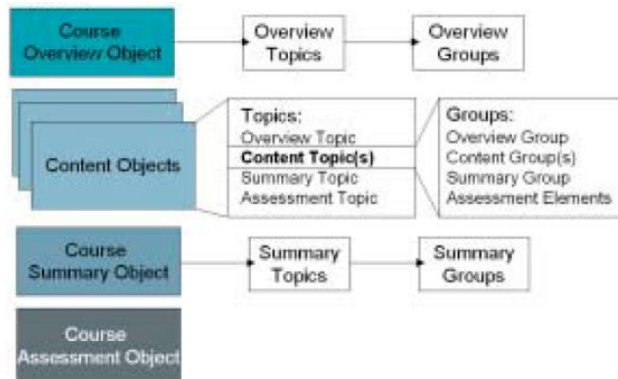 Course
Overview Object
Overview
Topics
Overview
Groups
Content Objects
Topics:
Overview Topic
Content Topic(s)
Summary Topic
Assessment Topic
Groups:
Overview Group
Content Group(s)
Summary Group
Assessment Elements
Course
Summary Object
Summary
Topics
Summary
Groups
Course
Assessment Object